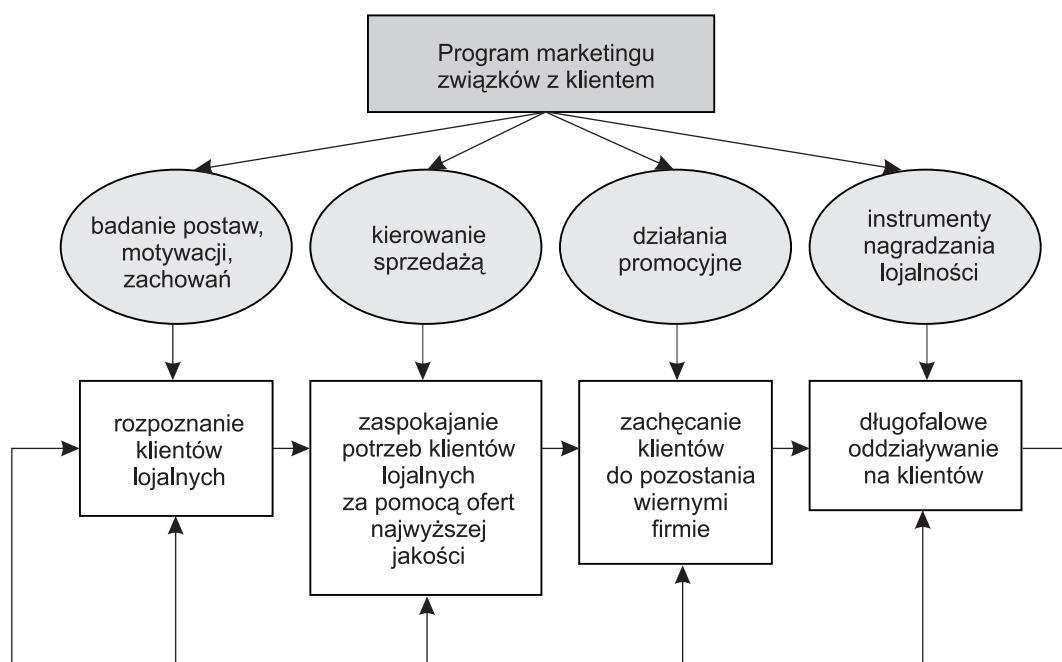 Program marketingu
związków z klientem
badanie postaw,
motywacji,
zachowań
kierowanie
sprzedażą
działania
promocyjne
instrumenty
nagradzania
lojalności
rozpoznanie
klientów
lojalnych
zaspokajanie
potrzeb klientów
lojalnych
za pomocą ofert
najwyższej
jakości
zachęcanie
klientów
do pozostania
wiernymi
firmie
długofalowe
oddziaływanie
na klientów